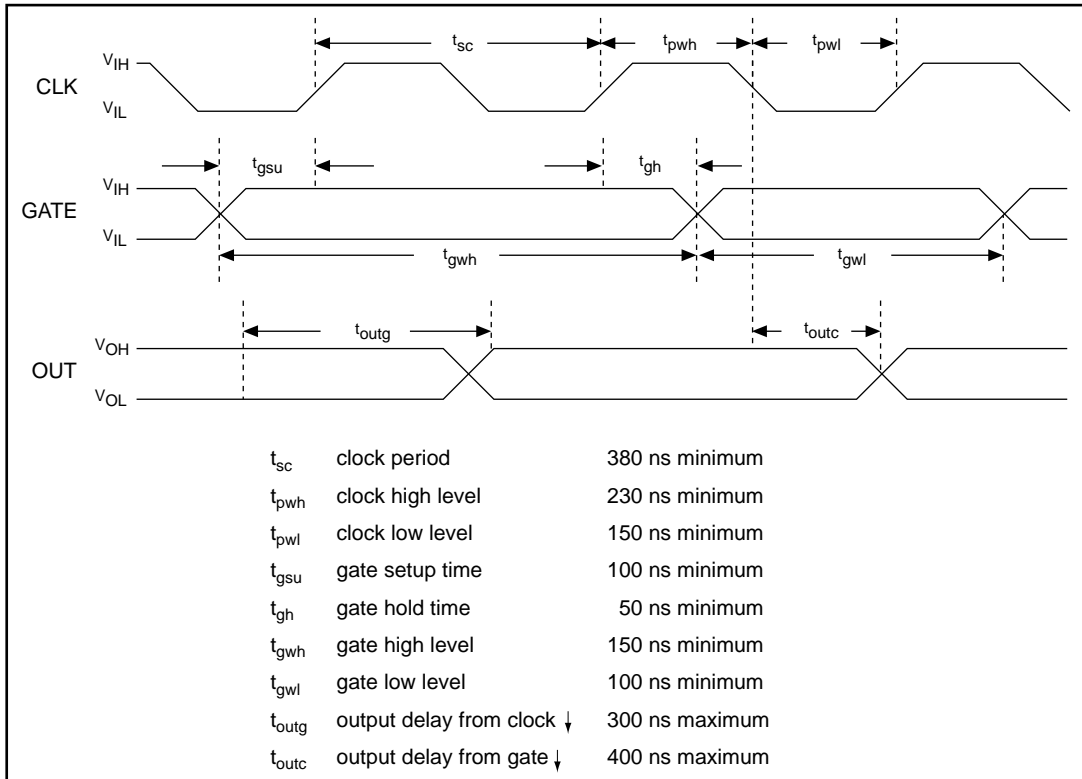 t_sc t_pwh t_pwl
CLK V_IH
V_IL
t_gsu t_gh
GATE V_IH
V_IL
t_gwh t_gwl
t_outg t_outc
OUT V_OH
V_OL
t_sc clock period 380 ns minimum
t_pwh clock high level 230 ns minimum
t_pwl clock low level 150 ns minimum
t_gsu gate setup time 100 ns minimum
t_gh gate hold time 50 ns minimum
t_gwh gate high level 150 ns minimum
t_gwl gate low level 100 ns minimum
t_outg output delay from clock ↓ 300 ns maximum
t_outc output delay from gate ↓ 400 ns maximum